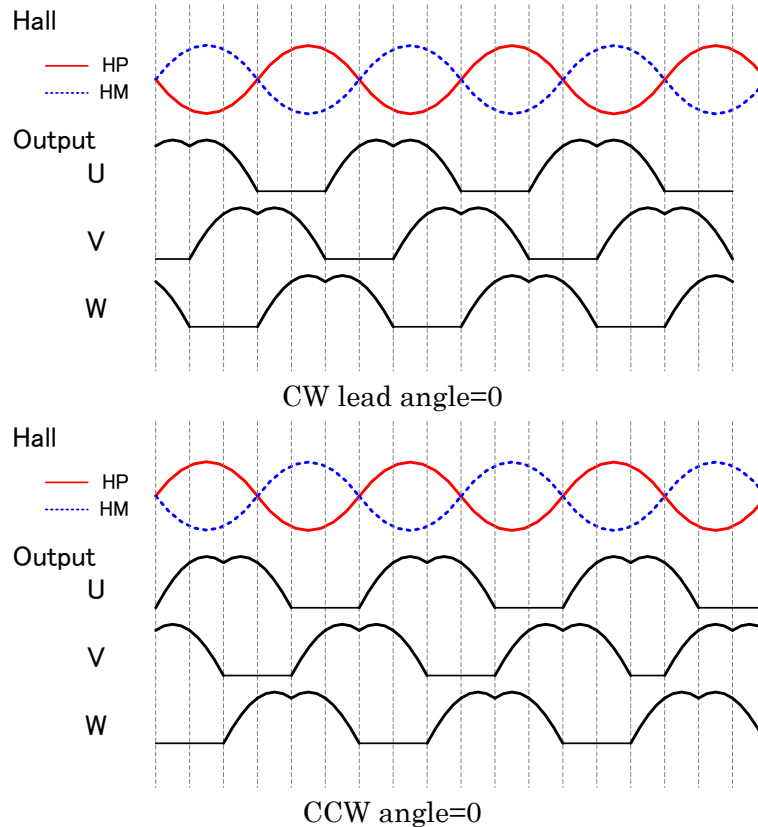 Hall
HP
HM
Output
U
V
W
CW lead angle=0
Hall
HP
HM
Output
U
V
W
CCW angle=0